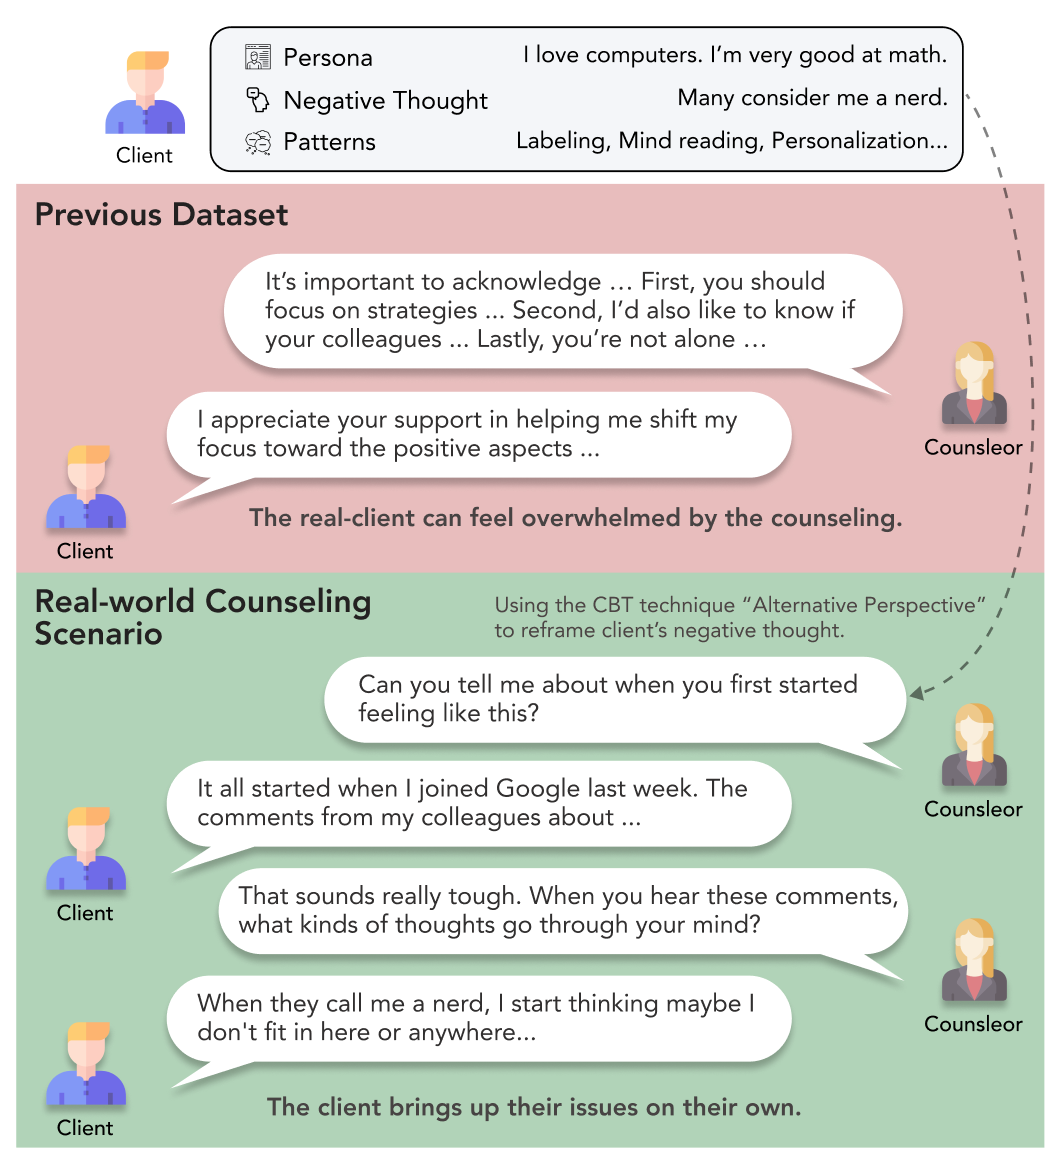 Persona
I love computers. I’m very good at math.
Negative Thought
Many consider me a nerd.
Patterns
Labeling, Mind reading, Personalization...
Client
Previous Dataset
It’s important to acknowledge … First, you should
focus on strategies ... Second, I’d also like to know if
your colleagues ... Lastly, you’re not alone …
Counsleor
I appreciate your support in helping me shift my
focus toward the positive aspects ...
Client
The real-client can feel overwhelmed by the counseling.
Real-world Counseling
Scenario
Using the CBT technique “Alternative Perspective”
to reframe client’s negative thought.
Can you tell me about when you first started
feeling like this?
Counsleor
It all started when I joined Google last week. The
comments from my colleagues about ...
Client
That sounds really tough. When you hear these comments,
what kinds of thoughts go through your mind?
Counsleor
When they call me a nerd, I start thinking maybe I
don't fit in here or anywhere...
Client
The client brings up their issues on their own.